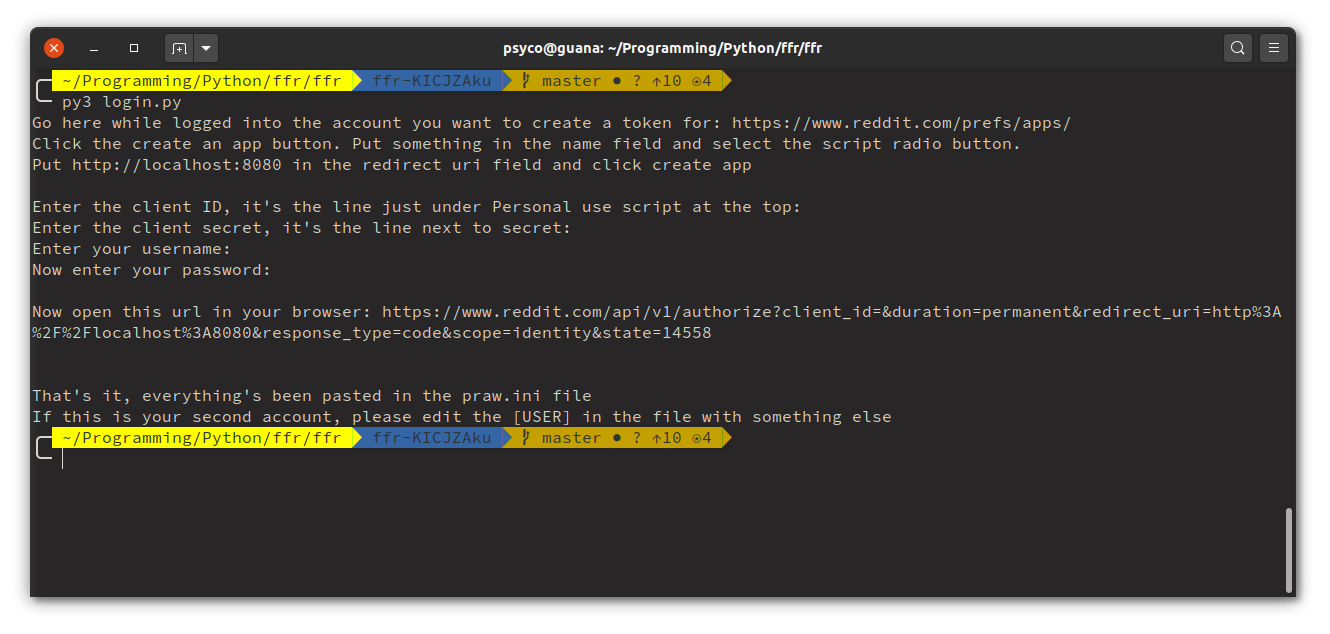 psyco@guana: ~/Programming/Python/ffr/ffr
~/Programming/Python/ffr/ffr ffr-KICJZAku master ● ? ↑10 ⍟4
py3 login.py
Go here while logged into the account you want to create a token for: https://www.reddit.com/prefs/apps/
Click the create an app button. Put something in the name field and select the script radio button.
Put http://localhost:8080 in the redirect uri field and click create app
Enter the client ID, it's the line just under Personal use script at the top:
Enter the client secret, it's the line next to secret:
Enter your username:
Now enter your password:
Now open this url in your browser: https://www.reddit.com/api/v1/authorize?client_id=&duration=permanent&redirect_uri=http%3A
%2F%2Flocalhost%3A8080&response_type=code&scope=identity&state=14558
That's it, everything's been pasted in the praw.ini file
If this is your second account, please edit the [USER] in the file with something else
~/Programming/Python/ffr/ffr ffr-KICJZAku master ● ? ↑10 ⍟4